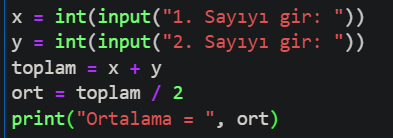 x = int(input("1. Sayıyı gir: "))
y = int(input("2. Sayıyı gir: "))
toplam = x + y
ort = toplam / 2
print("Ortalama = ", ort)